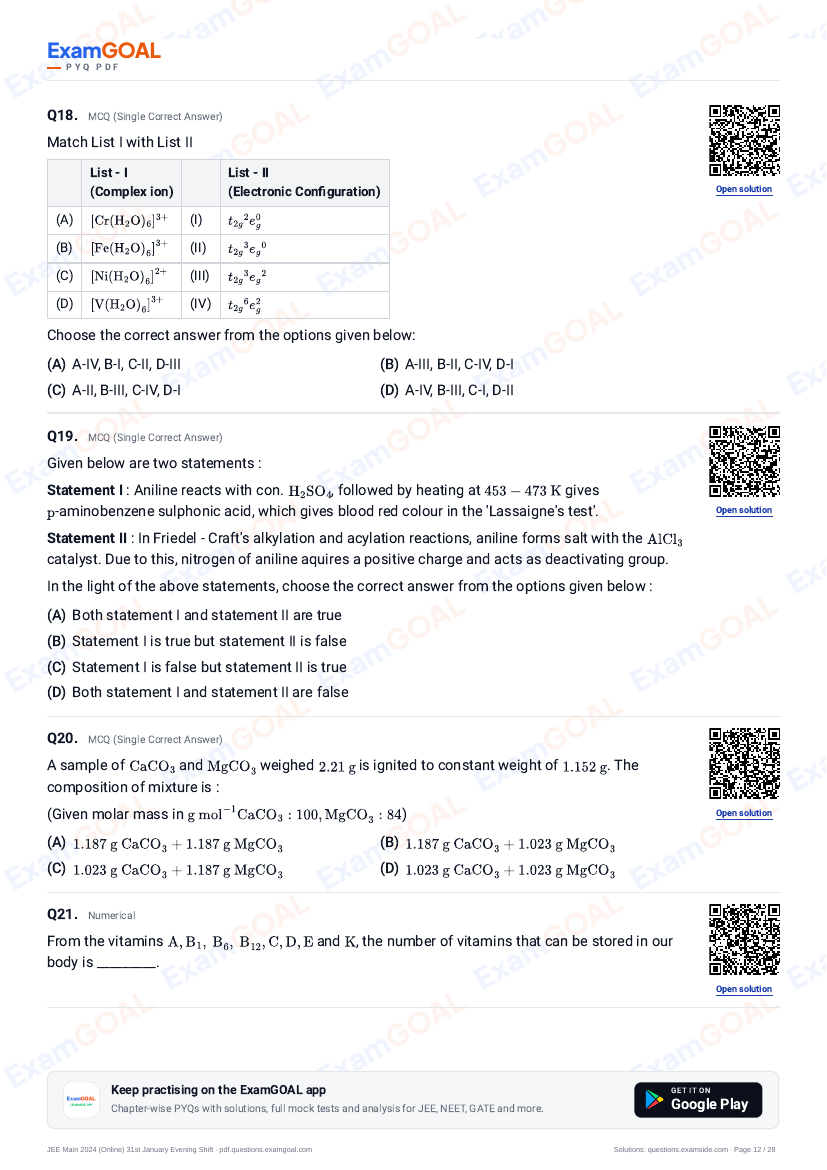 ExamGOAL
PYQ PDF
Q18. MCQ (Single Correct Answer)
Match List I with List II
List - I
(Complex ion)
List - II
(Electronic Configuration)
(A) [Cr(H₂O)₆]³⁺ (I) t₂g²e⁰g
(B) [Fe(H₂O)₆]³⁺ (II) t₂g³eg⁰
(C) [Ni(H₂O)₆]²⁺ (III) t₂g³eg²
(D) [V(H₂O)₆]³⁺ (IV) t₂g⁶e²g
Choose the correct answer from the options given below:
(A) A-IV, B-I, C-II, D-III (B) A-III, B-II, C-IV, D-I
(C) A-II, B-III, C-IV, D-I (D) A-IV, B-III, C-I, D-II
Open solution
Q19. MCQ (Single Correct Answer)
Given below are two statements :
Statement I : Aniline reacts with con. H₂SO₄, followed by heating at 453 – 473 K gives
p-aminobenzene sulphonic acid, which gives blood red colour in the 'Lassaigne's test'.
Statement II : In Friedel - Craft's alkylation and acylation reactions, aniline forms salt with the AlCl₃
catalyst. Due to this, nitrogen of aniline aquires a positive charge and acts as deactivating group.
In the light of the above statements, choose the correct answer from the options given below :
(A) Both statement I and statement II are true
(B) Statement I is true but statement II is false
(C) Statement I is false but statement II is true
(D) Both statement I and statement II are false
Open solution
Q20. MCQ (Single Correct Answer)
A sample of CaCO₃ and MgCO₃ weighed 2.21 g is ignited to constant weight of 1.152 g. The
composition of mixture is :
(Given molar mass in g mol⁻¹CaCO₃ : 100, MgCO₃ : 84)
(A) 1.187 g CaCO₃ + 1.187 g MgCO₃ (B) 1.187 g CaCO₃ + 1.023 g MgCO₃
(C) 1.023 g CaCO₃ + 1.187 g MgCO₃ (D) 1.023 g CaCO₃ + 1.023 g MgCO₃
Open solution
Q21. Numerical
From the vitamins A, B₁, B₆, B₁₂, C, D, E and K, the number of vitamins that can be stored in our
body is _________.
Open solution
ExamGOAL
Keep practising on the ExamGOAL app
Chapter-wise PYQs with solutions, full mock tests and analysis for JEE, NEET, GATE and more.
GET IT ON
Google Play
JEE Main 2024 (Online) 31st January Evening Shift · pdf.questions.examgoal.com
Solutions: questions.examside.com · Page 12 / 28